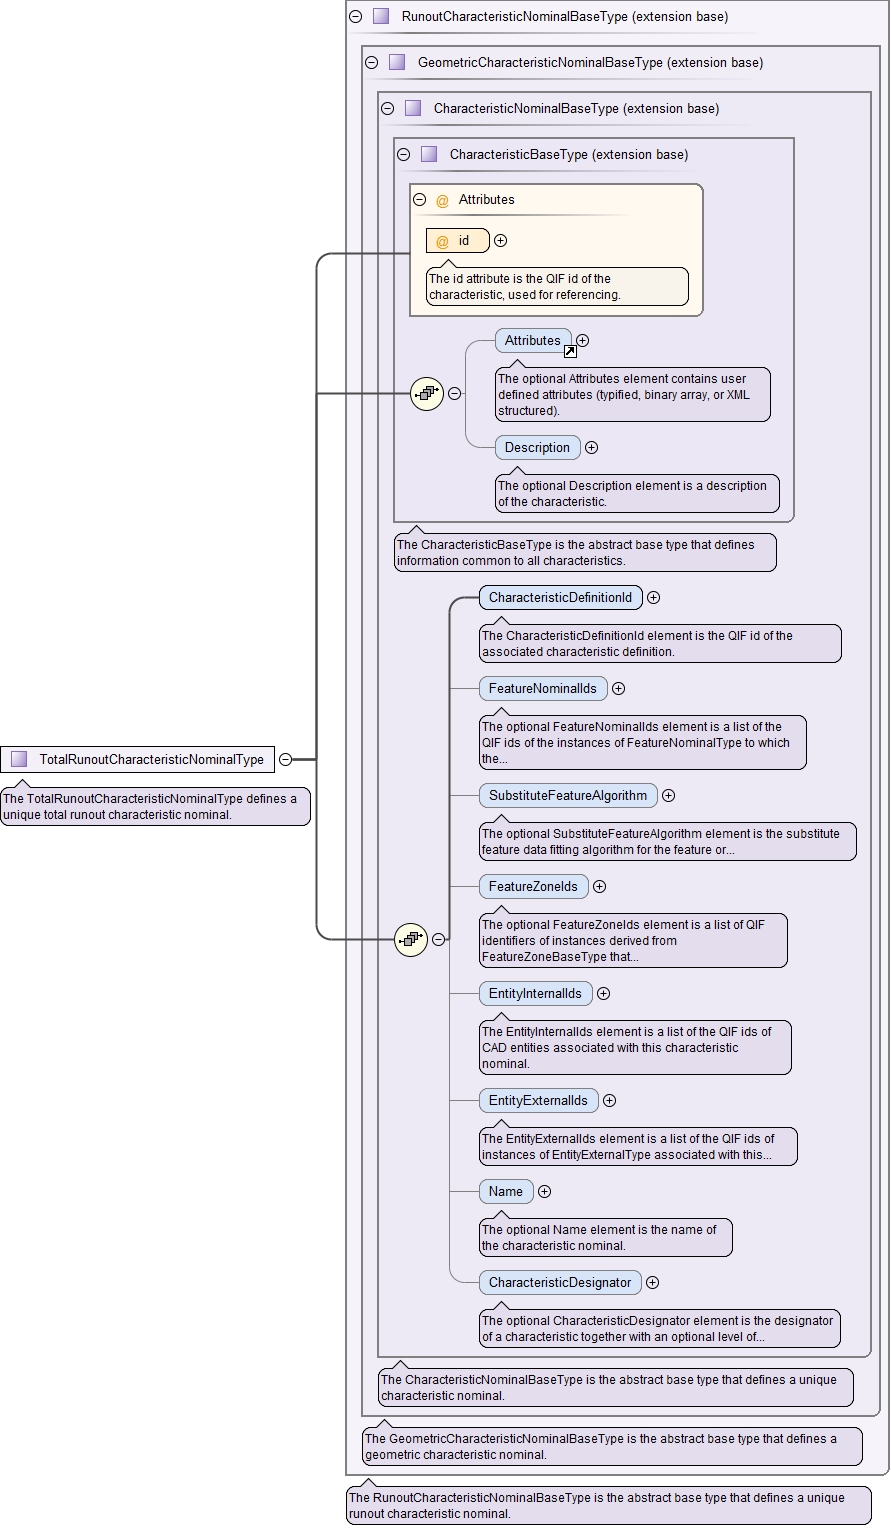 RunoutCharacteristicNominalBaseType (extension base)
GeometricCharacteristicNominalBaseType (extension base)
CharacteristicNominalBaseType (extension base)
CharacteristicBaseType (extension base)
@ Attributes
@ id
The id attribute is the QIF id of the
characteristic, used for referencing.
Attributes
The optional Attributes element contains user
defined attributes (typified, binary array, or XML
structured).
Description
The optional Description element is a description
of the characteristic.
The CharacteristicBaseType is the abstract base type that defines
information common to all characteristics.
CharacteristicDefinitionId
The CharacteristicDefinitionId element is the QIF id of the
associated characteristic definition.
FeatureNominalIds
The optional FeatureNominalIds element is a list of the
QIF ids of the instances of FeatureNominalType to which
the...
TotalRunoutCharacteristicNominalType
The TotalRunoutCharacteristicNominalType defines a
unique total runout characteristic nominal.
SubstituteFeatureAlgorithm
The optional SubstituteFeatureAlgorithm element is the substitute
feature data fitting algorithm for the feature or...
FeatureZoneIds
The optional FeatureZoneIds element is a list of QIF
identifiers of instances derived from
FeatureZoneBaseType that...
EntityInternalIds
The EntityInternalIds element is a list of the QIF ids of
CAD entities associated with this characteristic
nominal.
EntityExternalIds
The EntityExternalIds element is a list of the QIF ids of
instances of EntityExternalType associated with this...
Name
The optional Name element is the name of
the characteristic nominal.
CharacteristicDesignator
The optional CharacteristicDesignator element is the designator
of a characteristic together with an optional level of...
The CharacteristicNominalBaseType is the abstract base type that defines a unique
characteristic nominal.
The GeometricCharacteristicNominalBaseType is the abstract base type that defines a
geometric characteristic nominal.
The RunoutCharacteristicNominalBaseType is the abstract base type that defines a unique
runout characteristic nominal.